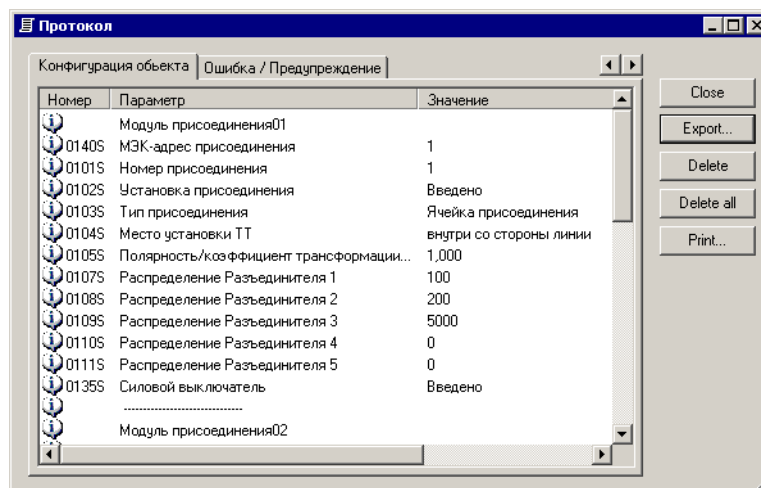 Протокол
Конфигурация обьекта Ошибка / Предупреждение
Номер Параметр Значение
Модуль присоединения01
0140S МЭК-адрес присоединения 1
0101S Номер присоединения 1
0102S Установка присоединения Введено
0103S Тип присоединения Ячейка присоединения
0104S Место установки ТТ внутри со стороны линии
0105S Полярность/коэффициент трансформации... 1,000
0107S Распределение Разъединителя 1 100
0108S Распределение Разъединителя 2 200
0109S Распределение Разъединителя 3 5000
0110S Распределение Разъединителя 4 0
0111S Распределение Разъединителя 5 0
0135S Силовой выключатель Введено
------------------------------
Модуль присоединения02
Close
Export...
Delete
Delete all
Print...